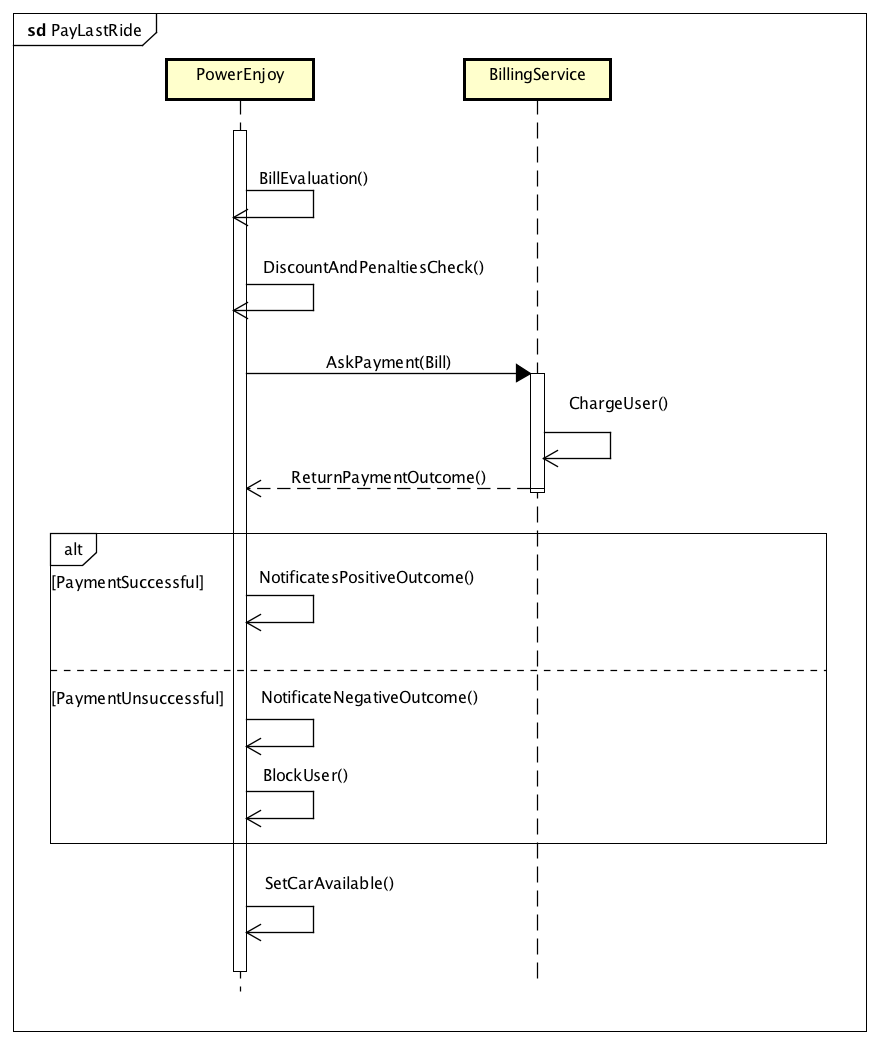 sd PayLastRide
PowerEnjoy
BillingService
BillEvaluation()
DiscountAndPenaltiesCheck()
AskPayment(Bill)
ChargeUser()
ReturnPaymentOutcome()
alt
[PaymentSuccessful]
NotificatesPositiveOutcome()
[PaymentUnsuccessful]
NotificateNegativeOutcome()
BlockUser()
SetCarAvailable()